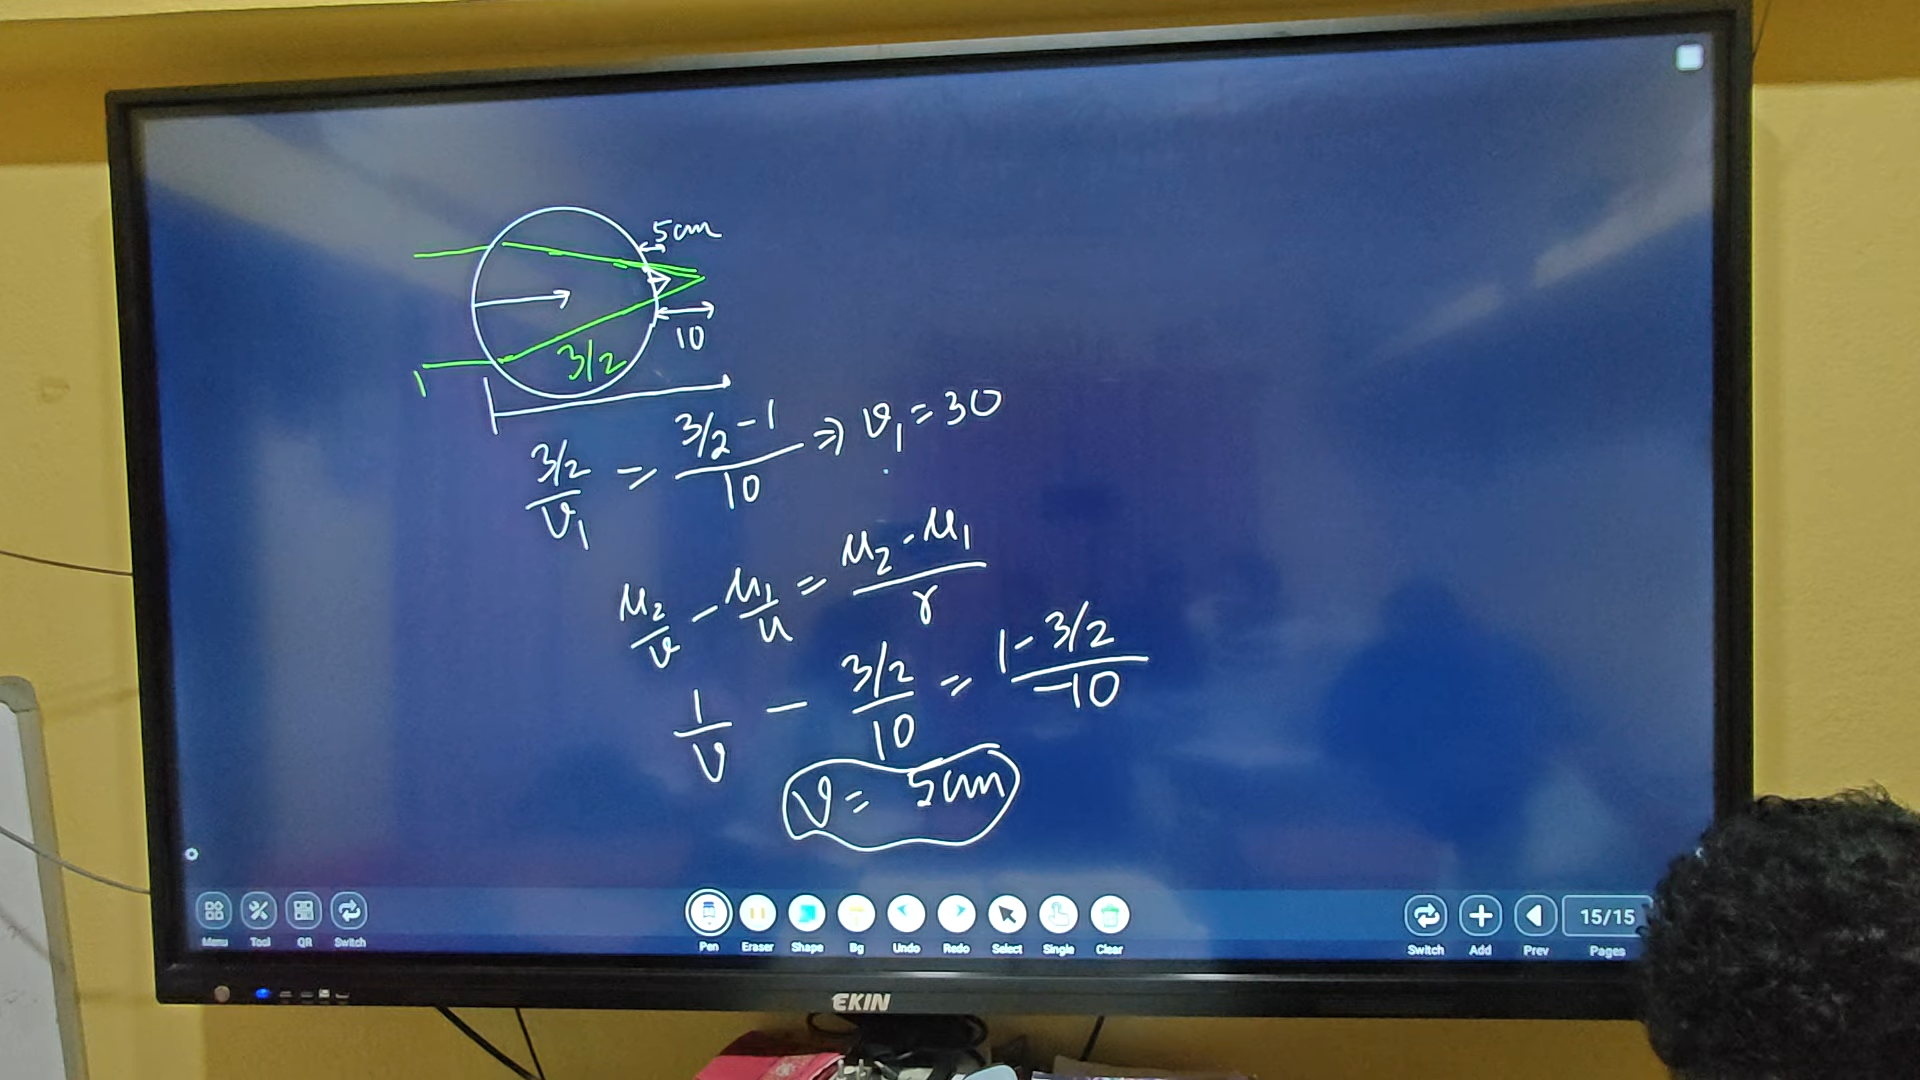 5cm
10
3/2
1
3/2 / v₁ = 3/2 - 1 / 10 ⇒ v₁ = 30
μ₂/v - μ₁/u = μ₂ - μ₁ / r
1/v - 3/2 / 10 = 1 - 3/2 / -10
v = 5cm
Menu Tool QR Switch Pen Eraser Shape Bg Undo Redo Select Single Clear Switch Add Prev 15/15 Pages
EKIN